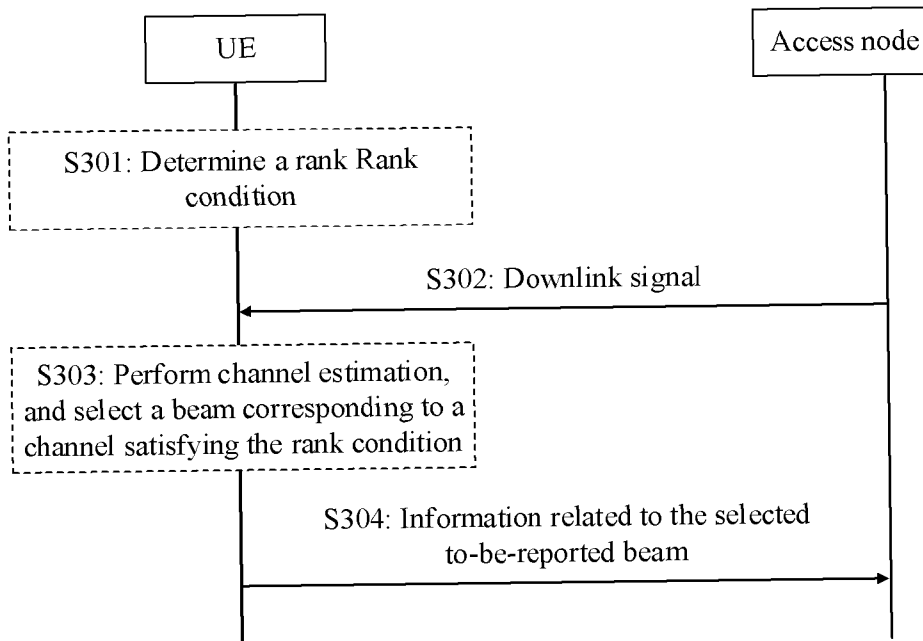 UE
Access node
S301: Determine a rank Rank
condition
S302: Downlink signal
S303: Perform channel estimation,
and select a beam corresponding to a
channel satisfying the rank condition
S304: Information related to the selected
to-be-reported beam